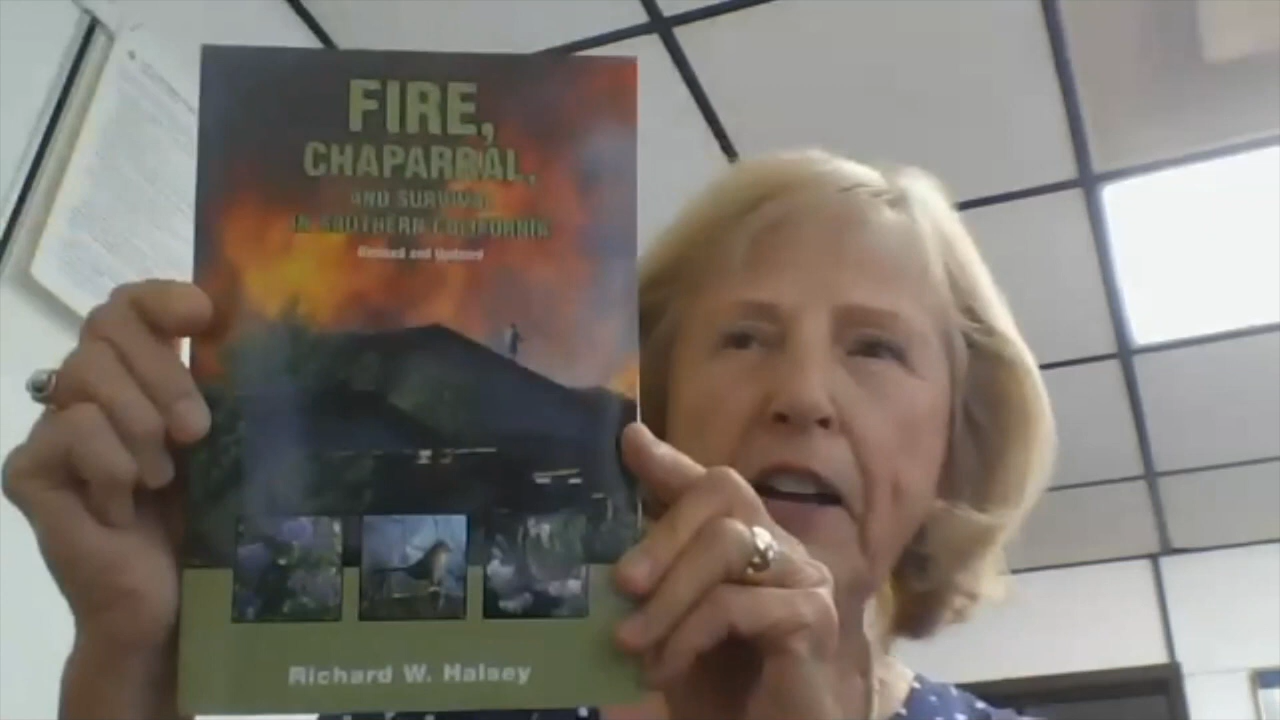 FIRE,
CHAPARRAL,
AND SURVIVAL
IN SOUTHERN CALIFORNIA
Revised and Updated
Richard W. Halsey